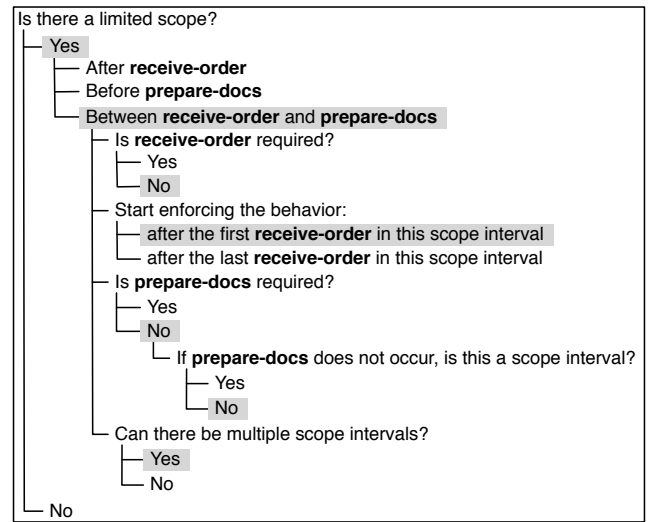 Is there a limited scope?
Yes
After receive-order
Before prepare-docs
Between receive-order and prepare-docs
Is receive-order required?
Yes
No
Start enforcing the behavior:
after the first receive-order in this scope interval
after the last receive-order in this scope interval
Is prepare-docs required?
Yes
No
If prepare-docs does not occur, is this a scope interval?
Yes
No
Can there be multiple scope intervals?
Yes
No
No